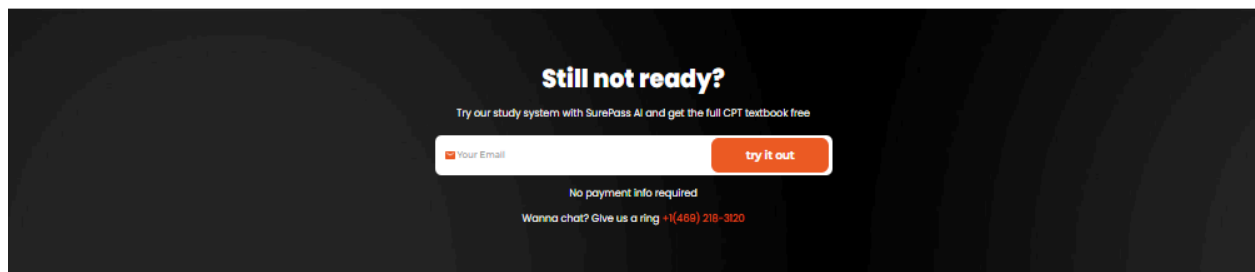 Still not ready?
Try our study system with SurePass AI and get the full CPT textbook free
Your Email
try it out
No payment info required
Wanna chat? Give us a ring +1(469) 218-3120